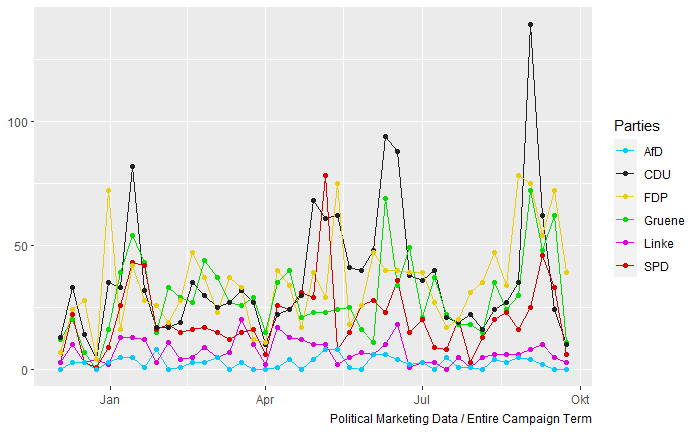 100
50
0
Jan
Apr
Jul
Okt
Political Marketing Data / Entire Campaign Term
Parties
AfD
CDU
FDP
Gruene
Linke
SPD